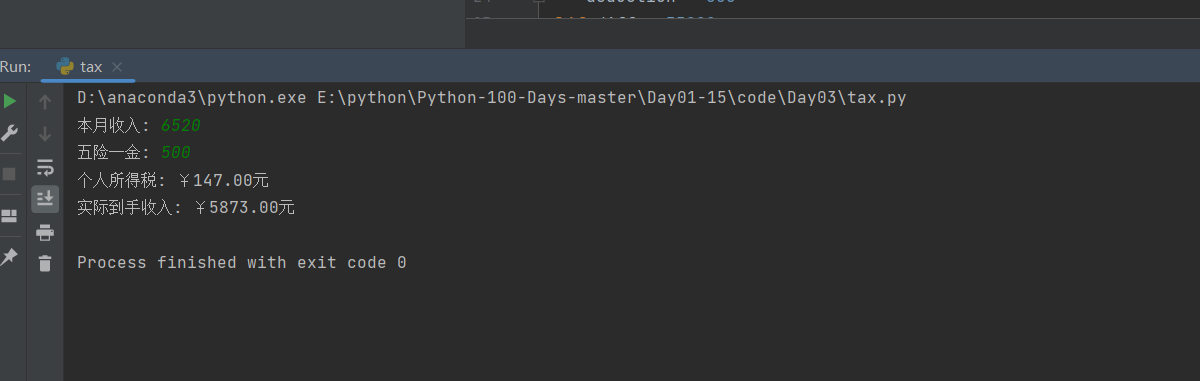 Run:
tax
D:\anaconda3\python.exe E:\python\Python-100-Days-master\Day01-15\code\Day03\tax.py
本月收入: 6520
五险一金: 500
个人所得税: ￥147.00元
实际到手收入: ￥5873.00元
Process finished with exit code 0